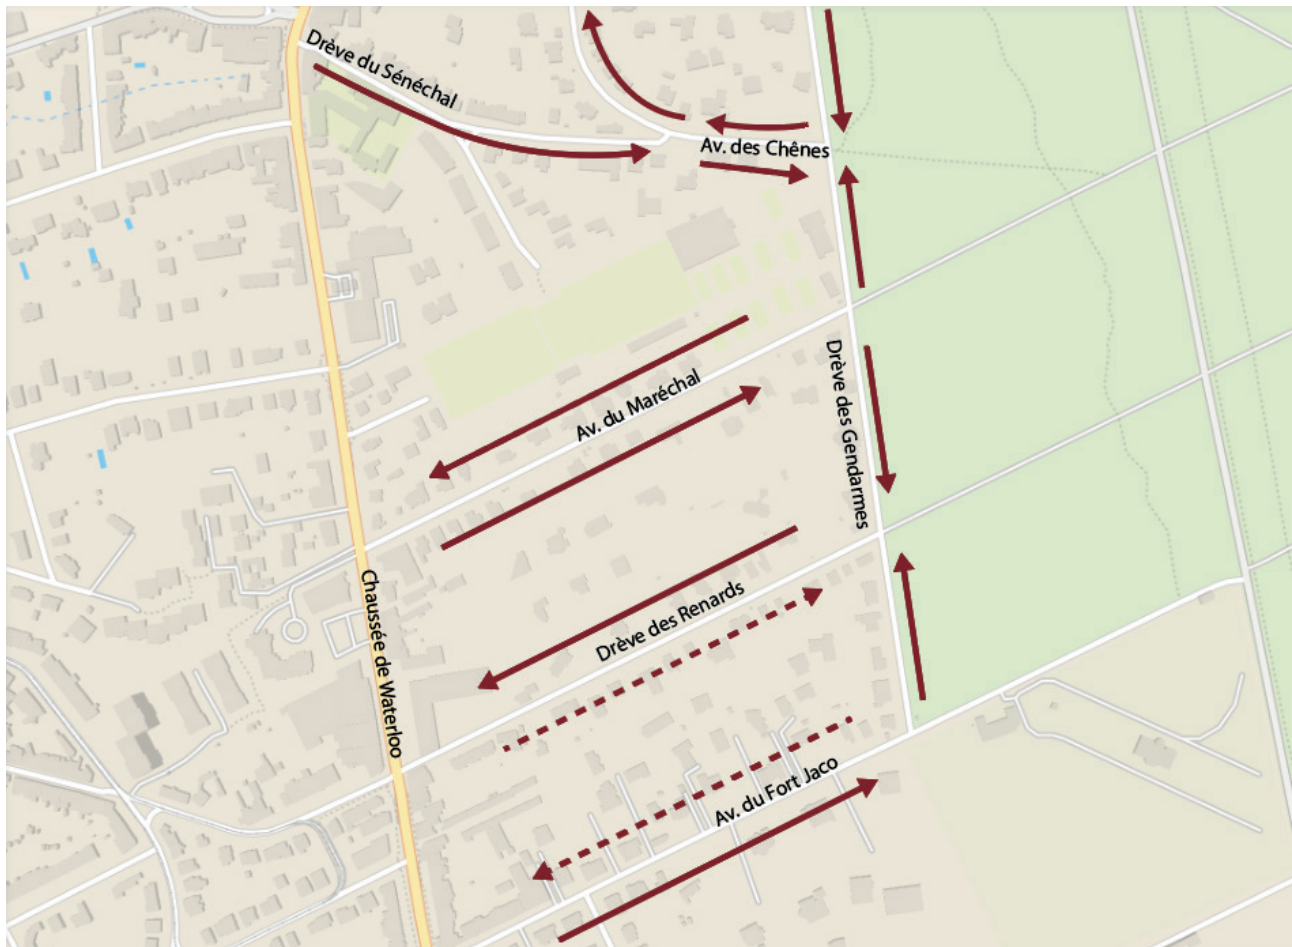 Drève du Sénéchal
Av. des Chênes
Av. du Maréchal
Drève des Gendarmes
Chaussée de Waterloo
Drève des Renards
Av. du Fort Jaco